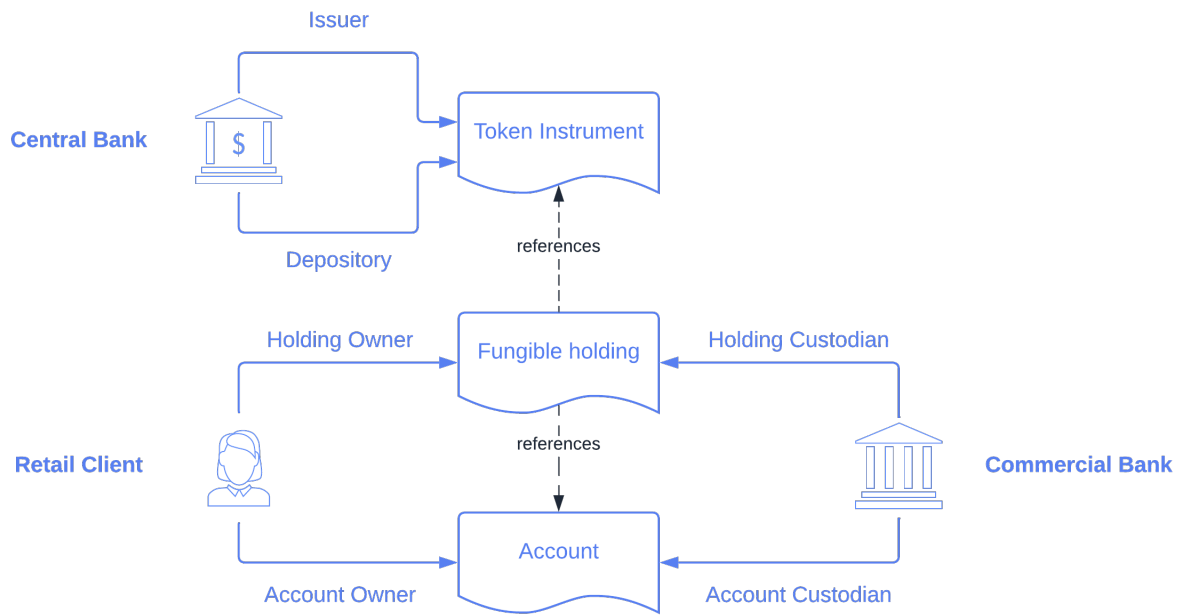 Issuer
Central Bank
$
Token Instrument
Depository
references
Holding Owner
Fungible holding
Holding Custodian
references
Retail Client
Commercial Bank
Account
Account Owner
Account Custodian